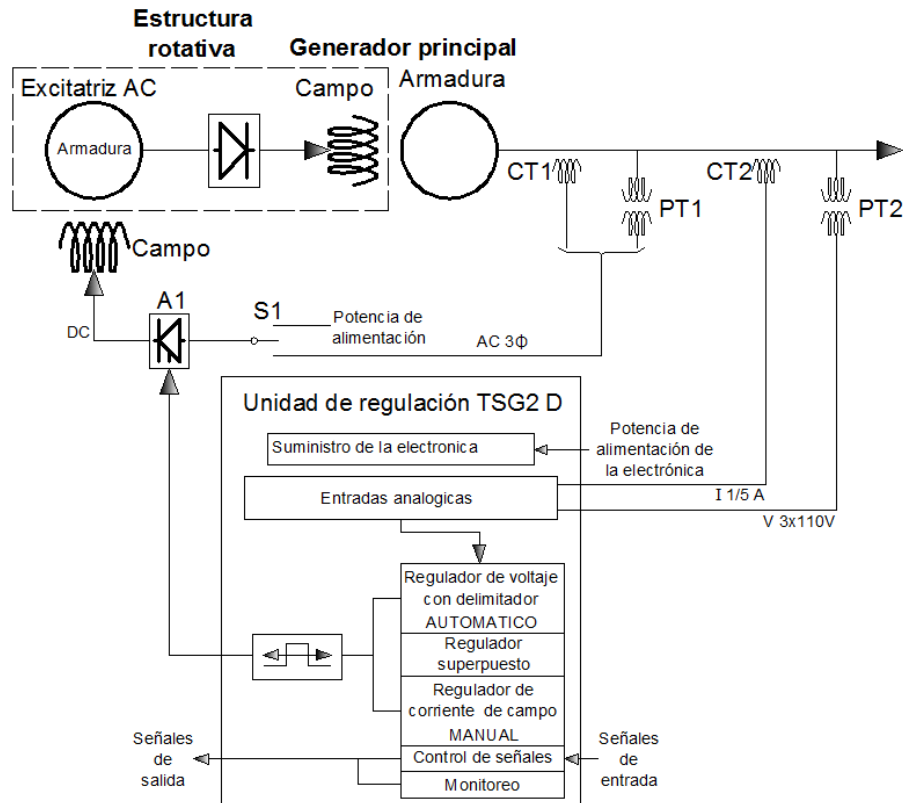 Estructura
rotativa
Generador principal
Excitatriz AC
Campo
Armadura
Armadura
CT1
PT1
CT2
PT2
Campo
A1
S1
DC
Potencia de
alimentación
AC 3Φ
Unidad de regulación TSG2 D
Suministro de la electronica
Potencia de
alimentación de
la electrónica
Entradas analogicas
I 1/5 A
V 3x110V
Regulador de voltaje
con delimitador
AUTOMATICO
Regulador
superpuesto
Regulador de
corriente de campo
MANUAL
Control de señales
Monitoreo
Señales
de
salida
Señales
de
entrada